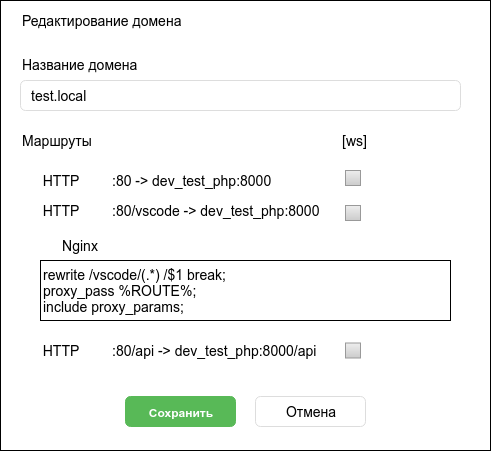 Редактирование домена
Название домена
test.local
Маршруты [ws]
HTTP :80 -> dev_test_php:8000
HTTP :80/vscode -> dev_test_php:8000
Nginx
rewrite /vscode/(.*) /$1 break;
proxy_pass %ROUTE%;
include proxy_params;
HTTP :80/api -> dev_test_php:8000/api
Сохранить Отмена